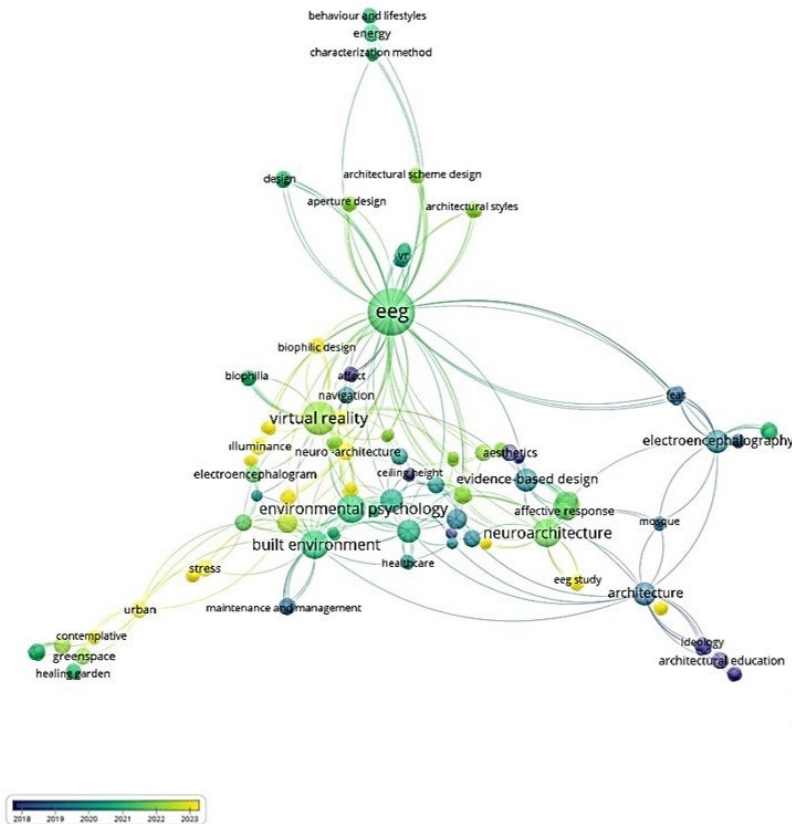 behaviour and lifestyles
energy
characterization method
design
architectural scheme design
aperture design
architectural styles
vr
eeg
biophilic design
biophilia
affect
navigation
fear
virtual reality
electroencephalography
illuminance
neuro-architecture
aesthetics
electroencephalogram
ceiling height
evidence-based design
environmental psychology
affective response
mosque
built environment
neuroarchitecture
healthcare
stress
eeg study
architecture
urban
maintenance and management
contemplative
ideology
greenspace
architectural education
healing garden
2018 2019 2020 2021 2022 2023